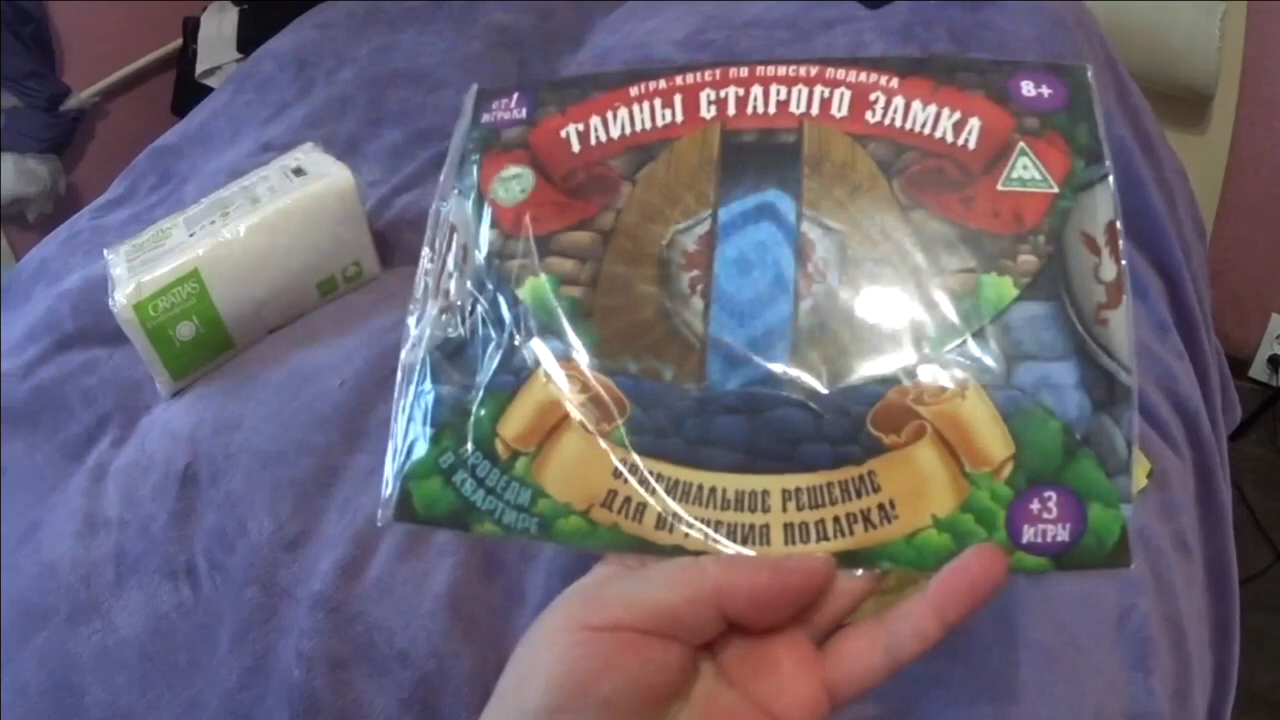 ИГРА-КВЕСТ ПО ПОИСКУ ПОДАРКА
ТАЙНЫ СТАРОГО ЗАМКА
ОТ 1
ИГРОКА
8+
GRATIAS
ПРОВЕДИ
В КВАРТИРЕ
ОРИГИНАЛЬНОЕ РЕШЕНИЕ
ДЛЯ ВРУЧЕНИЯ ПОДАРКА!
+3
ИГРЫ